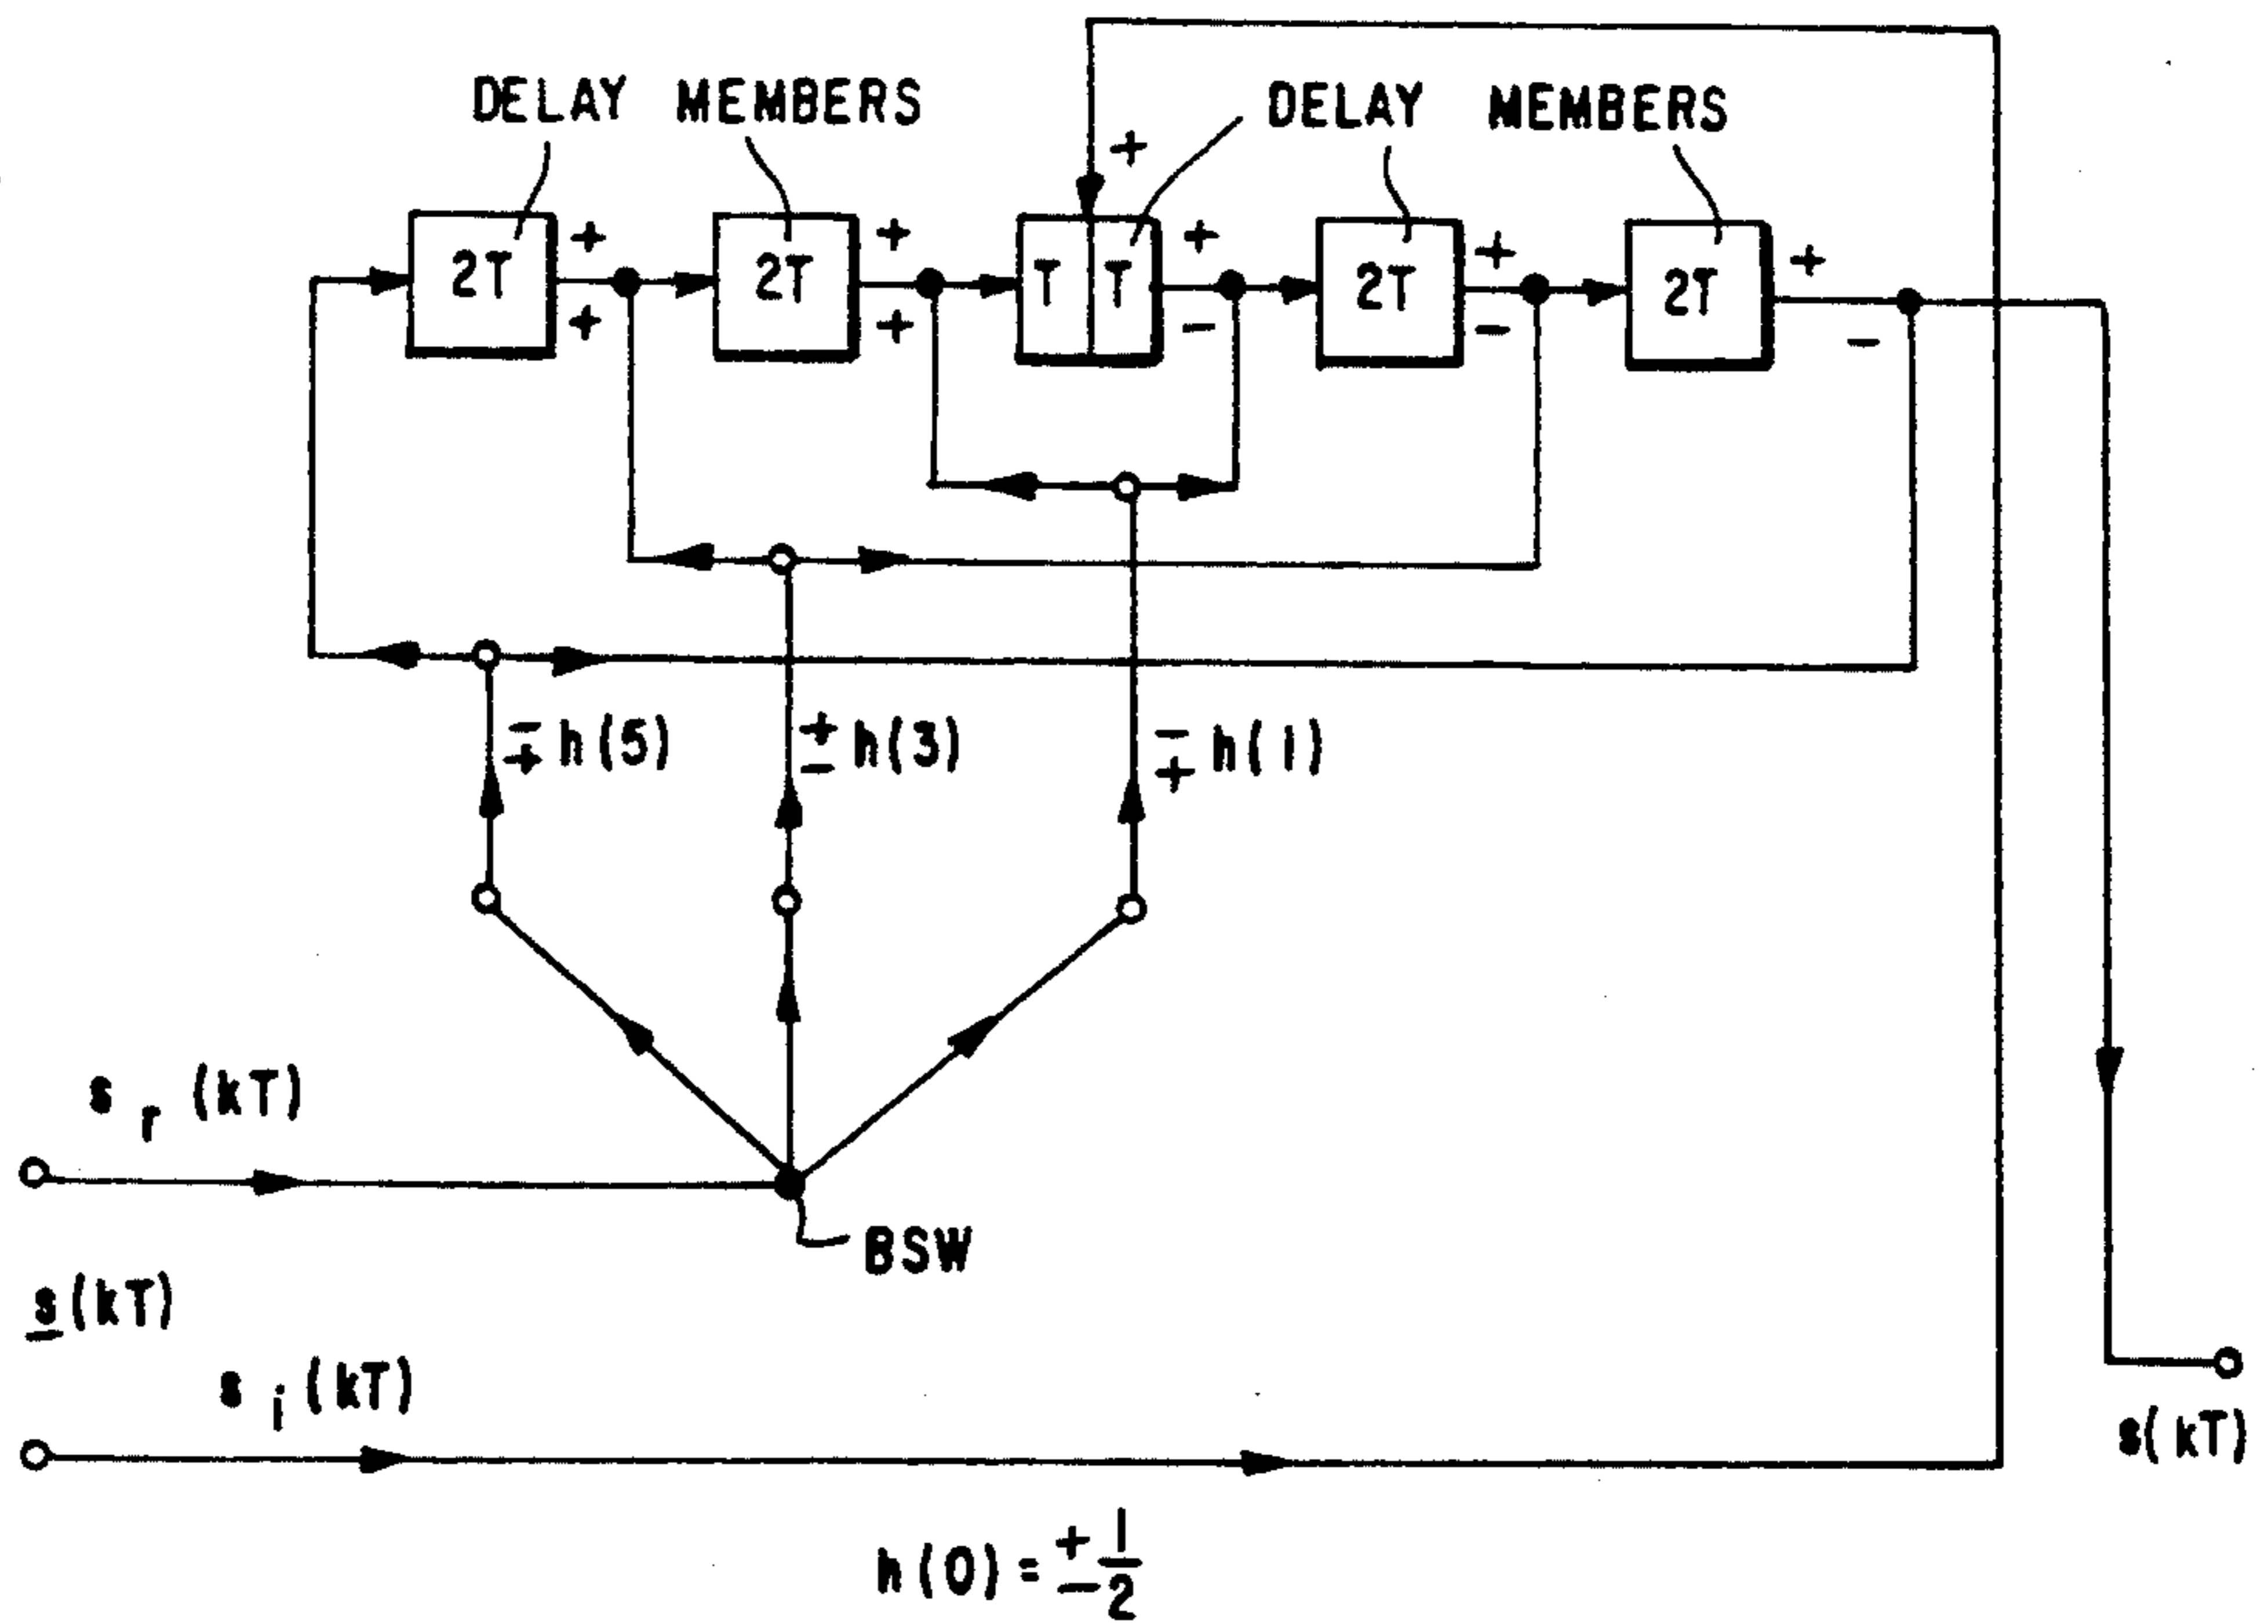 DELAY MEMBERS
DELAY MEMBERS
+
+
+
+
+
+
+
2T
2T
T T
2T
2T
+
+
−
−
−
∓ h(5)
± h(3)
∓ h(1)
s r (kT)
BSW
s(kT)
s i (kT)
s(kT)
h(0) = ± 1/2